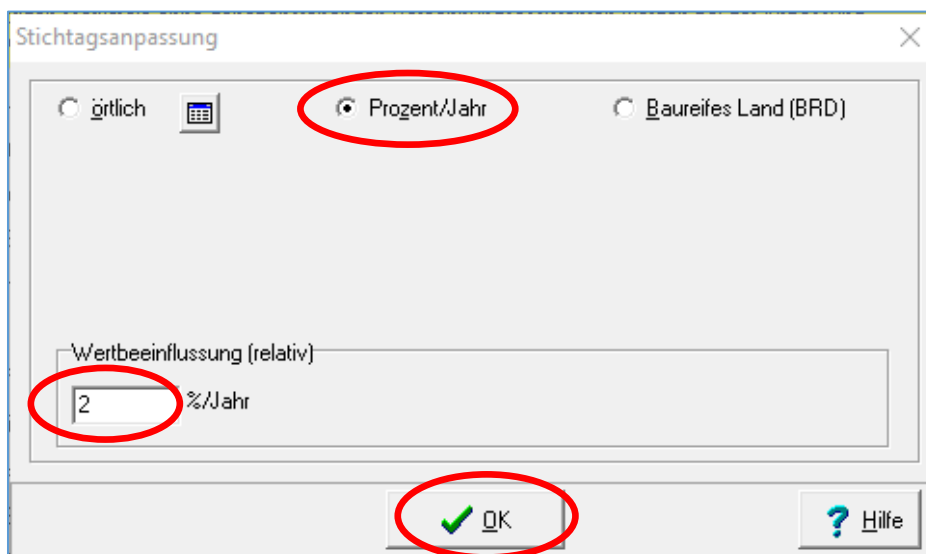 Stichtagsanpassung
örtlich
Prozent/Jahr
Baureifes Land (BRD)
Wertbeeinflussung (relativ)
2 %/Jahr
OK
Hilfe